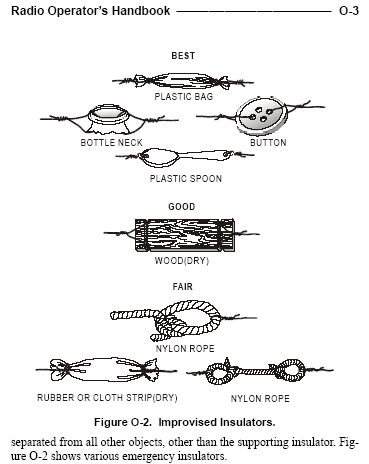 Radio Operator's Handbook O-3
BEST
PLASTIC BAG
BOTTLE NECK BUTTON
PLASTIC SPOON
GOOD
WOOD(DRY)
FAIR
NYLON ROPE
RUBBER OR CLOTH STRIP(DRY) NYLON ROPE
Figure O-2. Improvised Insulators.
separated from all other objects, other than the supporting insulator. Fig-
ure O-2 shows various emergency insulators.